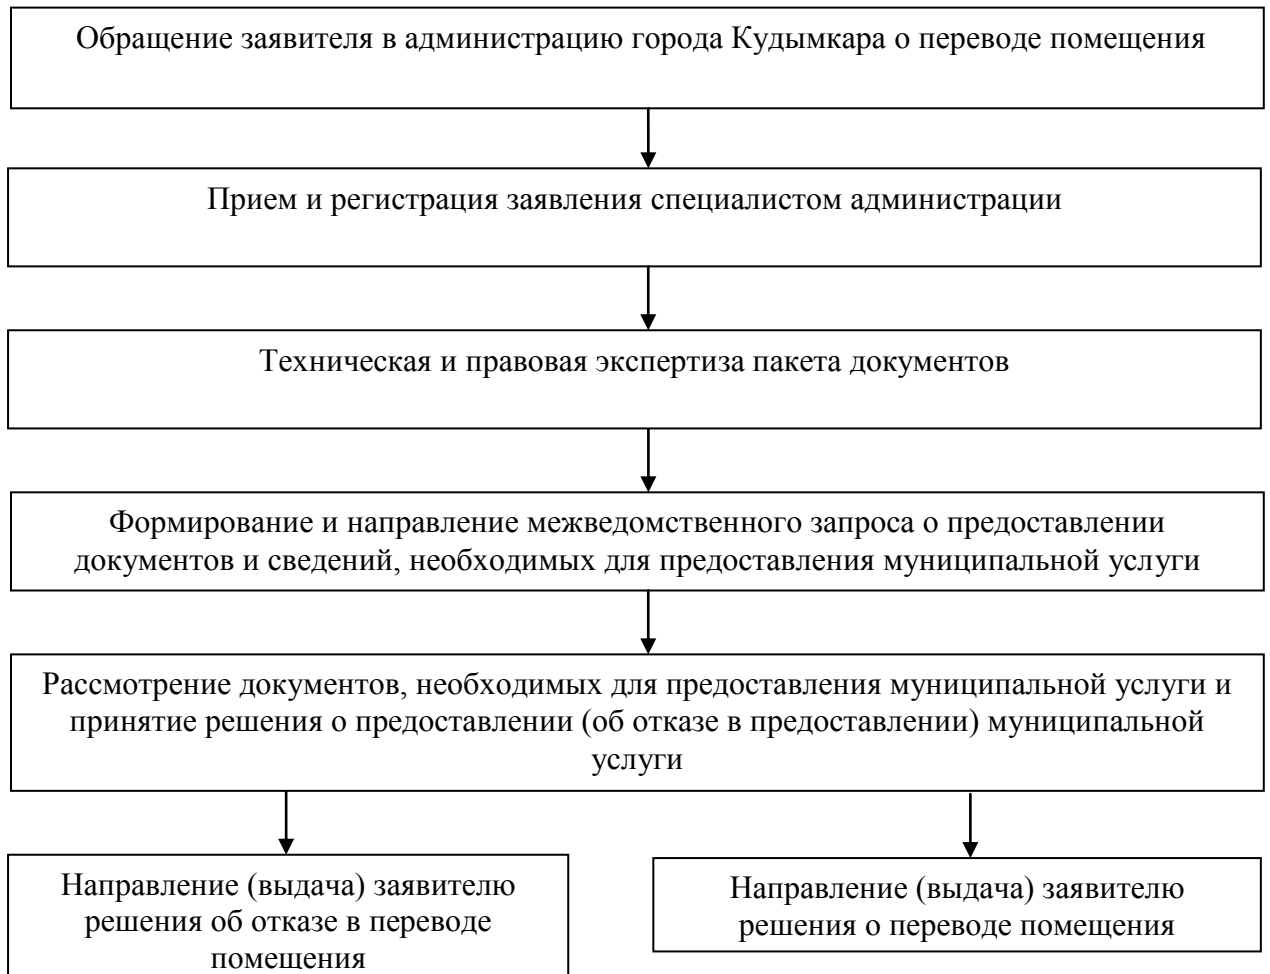 Обращение заявителя в администрацию города Кудымкара о переводе помещения
Прием и регистрация заявления специалистом администрации
Техническая и правовая экспертиза пакета документов
Формирование и направление межведомственного запроса о предоставлении
документов и сведений, необходимых для предоставления муниципальной услуги
Рассмотрение документов, необходимых для предоставления муниципальной услуги и
принятие решения о предоставлении (об отказе в предоставлении) муниципальной
услуги
Направление (выдача) заявителю
решения об отказе в переводе
помещения
Направление (выдача) заявителю
решения о переводе помещения